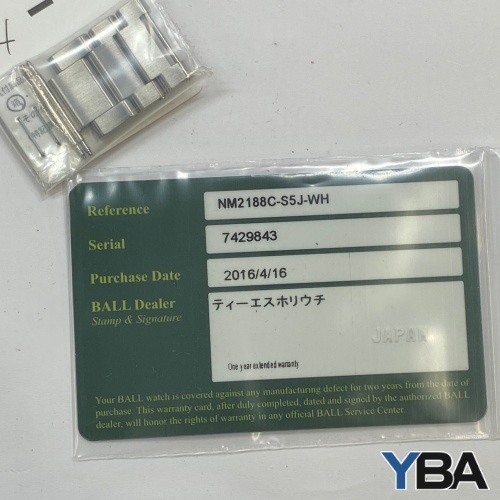 Reference NM2188C-S5J-WH
Serial 7429843
Purchase Date 2016/4/16
BALL Dealer ティーエスホリウチ
Stamp & Signature
JAPAN
One year extended warranty
Your BALL watch is covered against any manufacturing defect for two years from the date of
purchase. This warranty card, after duly completed, dated and signed by the authorized BALL
dealer, will honor the rights of warranty in any official BALL Service Center.
YBA